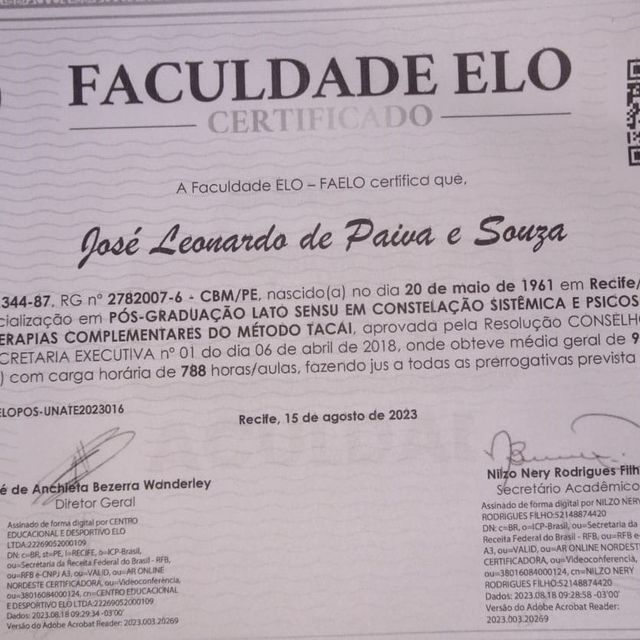 FACULDADE ELO
CERTIFICADO
A Faculdade ELO – FAELO certifica que,
José Leonardo de Paiva e Souza
.344-87, RG nº 2782007-6 - CBM/PE, nascido(a) no dia 20 de maio de 1961 em Recife/
cialização em PÓS-GRADUAÇÃO LATO SENSU EM CONSTELAÇÃO SISTÊMICA E PSICOS
ERAPIAS COMPLEMENTARES DO MÉTODO TACAI, aprovada pela Resolução CONSELHO
CRETARIA EXECUTIVA nº 01 do dia 06 de abril de 2018, onde obteve média geral de 9
) com carga horária de 788 horas/aulas, fazendo jus a todas as prerrogativas prevista
ELOPOS-UNATE2023016
Recife, 15 de agosto de 2023
é de Anchieta Bezerra Wanderley
Diretor Geral
Assinado de forma digital por CENTRO
EDUCACIONAL E DESPORTIVO ELO
LTDA:22269052000109
DN: c=BR, st=PE, l=RECIFE, o=ICP-Brasil,
ou=Secretaria da Receita Federal do Brasil - RFB,
ou=RFB e-CNPJ A3, ou=VALID, ou=AR ONLINE
NORDESTE CERTIFICADORA, ou=Videoconferência,
ou=38016084000124, cn=CENTRO EDUCACIONAL
E DESPORTIVO ELO LTDA:22269052000109
Dados: 2023.08.18 09:29:34 -03'00'
Versão do Adobe Acrobat Reader: 2023.003.20269
Nilzo Nery Rodrigues Filh
Secretário Acadêmico
Assinado de forma digital por NILZO NERY
RODRIGUES FILHO:52148874420
DN: c=BR, o=ICP-Brasil, ou=Secretaria da
Receita Federal do Brasil - RFB, ou=RFB e-
A3, ou=VALID, ou=AR ONLINE NORDEST
CERTIFICADORA, ou=Videoconferência,
ou=38016084000124, cn=NILZO NERY
RODRIGUES FILHO:52148874420
Dados: 2023.08.18 09:28:58 -03'00'
Versão do Adobe Acrobat Reader:
2023.003.20269